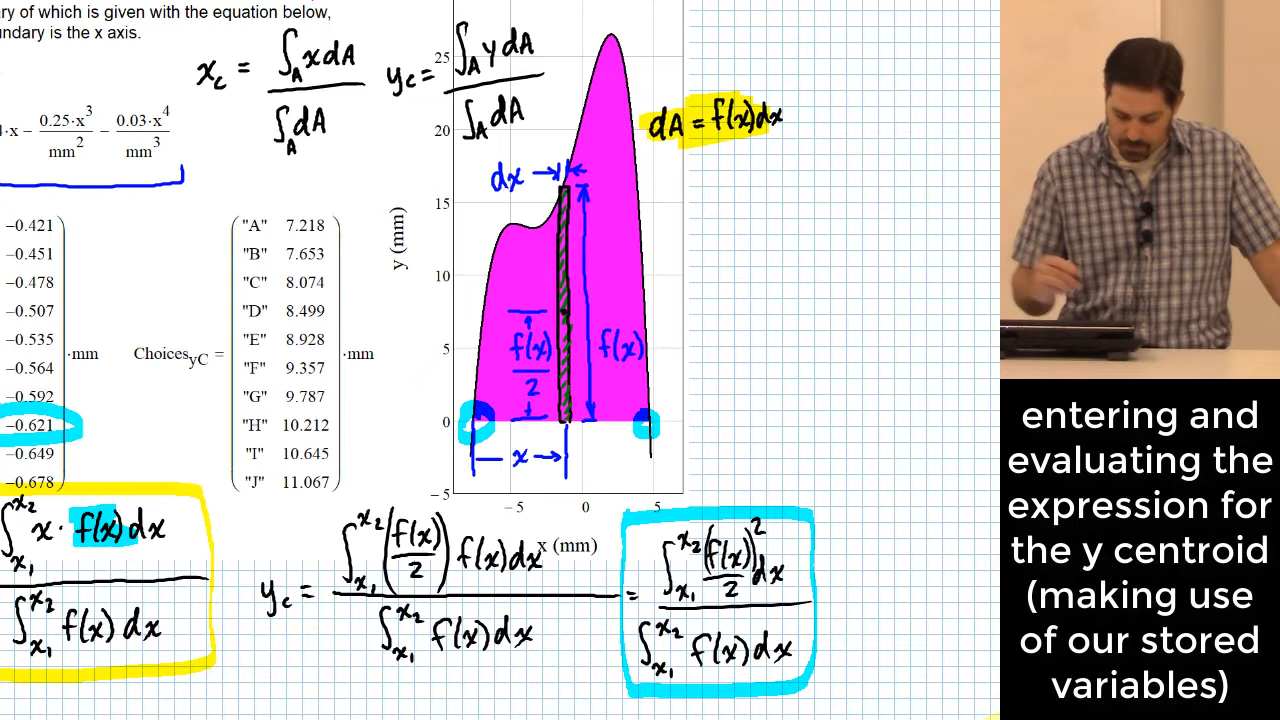 ry of which is given with the equation below,
undary is the x axis.
x_c = ∫_A x dA / ∫_A dA
y_c = ∫_A y dA / ∫_A dA
·x − 0.25·x^3 / mm^2 − 0.03·x^4 / mm^3
dA = f(x)dx
dx
25
20
15
10
5
0
−5
y (mm)
f(x)/2
f(x)
x
−5 0 5
x (mm)
−0.421
−0.451
−0.478
−0.507
−0.535
−0.564
−0.592
−0.621
−0.649
−0.678
·mm
Choices_yC =
"A" 7.218
"B" 7.653
"C" 8.074
"D" 8.499
"E" 8.928
"F" 9.357
"G" 9.787
"H" 10.212
"I" 10.645
"J" 11.067
·mm
∫_x1^x2 x · f(x) dx / ∫_x1^x2 f(x) dx
y_c = ∫_x1^x2 (f(x)/2) f(x)dx / ∫_x1^x2 f(x)dx = ∫_x1^x2 (f(x))^2/2 dx / ∫_x1^x2 f(x)dx
entering and
evaluating the
expression for
the y centroid
(making use
of our stored
variables)